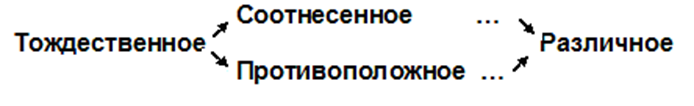 Соотнесенное ...
Тождественное Различное
Противоположное ...